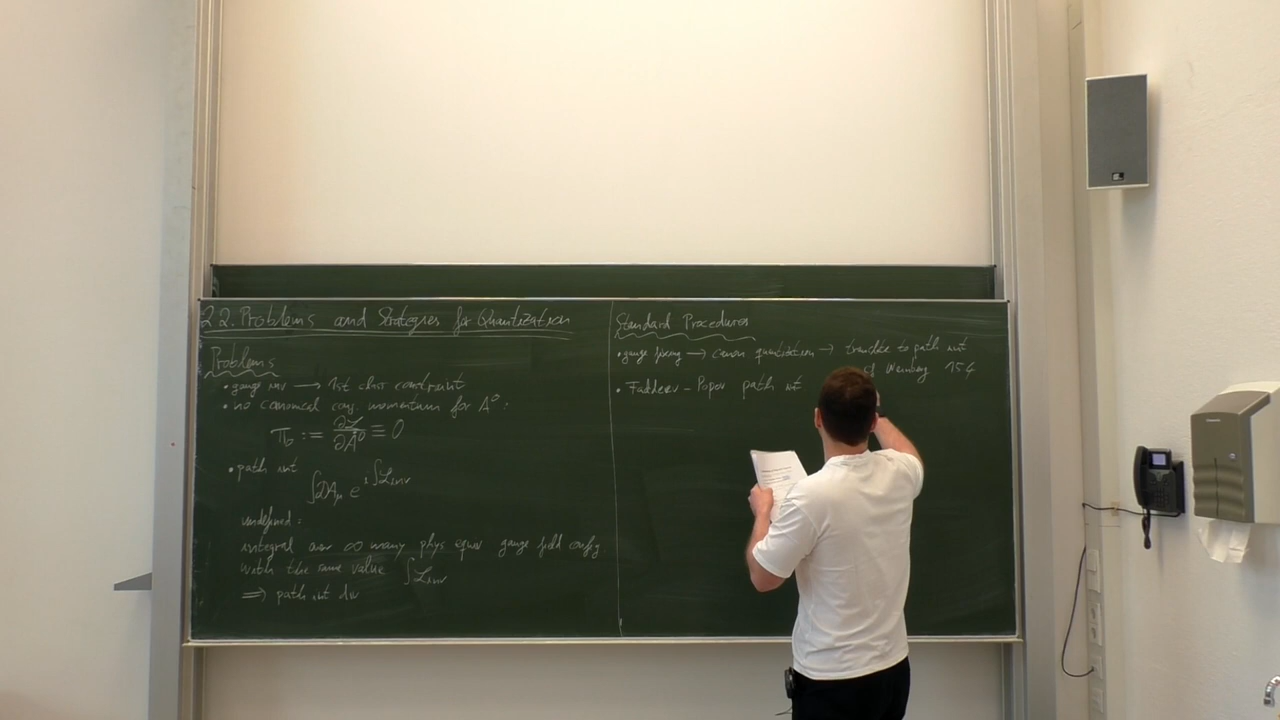 2.2. Problems and Strategies for Quantization
Problems
• gauge inv → 1st class constraint
• no canonical conj. momentum for A⁰:
π₀ := ∂ℒ/∂Ȧ⁰ ≡ 0
• path int
∫𝒟A_μ e^{i∫ℒ_inv}
undefined:
integral over ∞ many phys equiv gauge field config
with the same value ∫ℒ_inv
⇒ path int div
Standard Procedures
• gauge fixing → canon quantization → translate to path int
cf Weinberg 15.4
• Faddeev-Popov path int